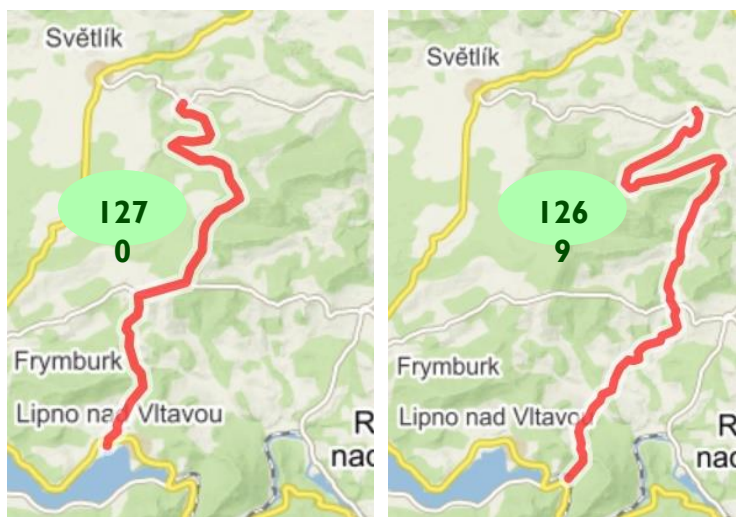 Světlík
127
0
Frymburk
Lipno nad Vltavou
R
nad
Světlík
126
9
Frymburk
Lipno nad Vltavou
R
nad